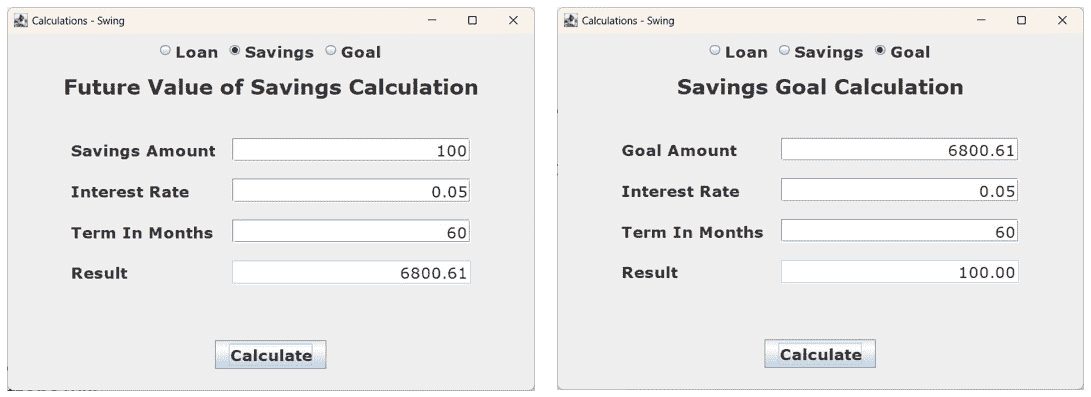 Calculations - Swing
Loan Savings Goal
Future Value of Savings Calculation
Savings Amount 100
Interest Rate 0.05
Term In Months 60
Result 6800.61
Calculate
Calculations - Swing
Loan Savings Goal
Savings Goal Calculation
Goal Amount 6800.61
Interest Rate 0.05
Term In Months 60
Result 100.00
Calculate